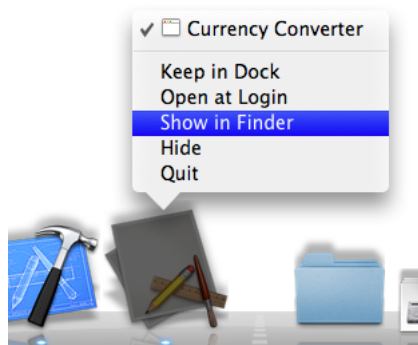 Currency Converter
Keep in Dock
Open at Login
Show in Finder
Hide
Quit